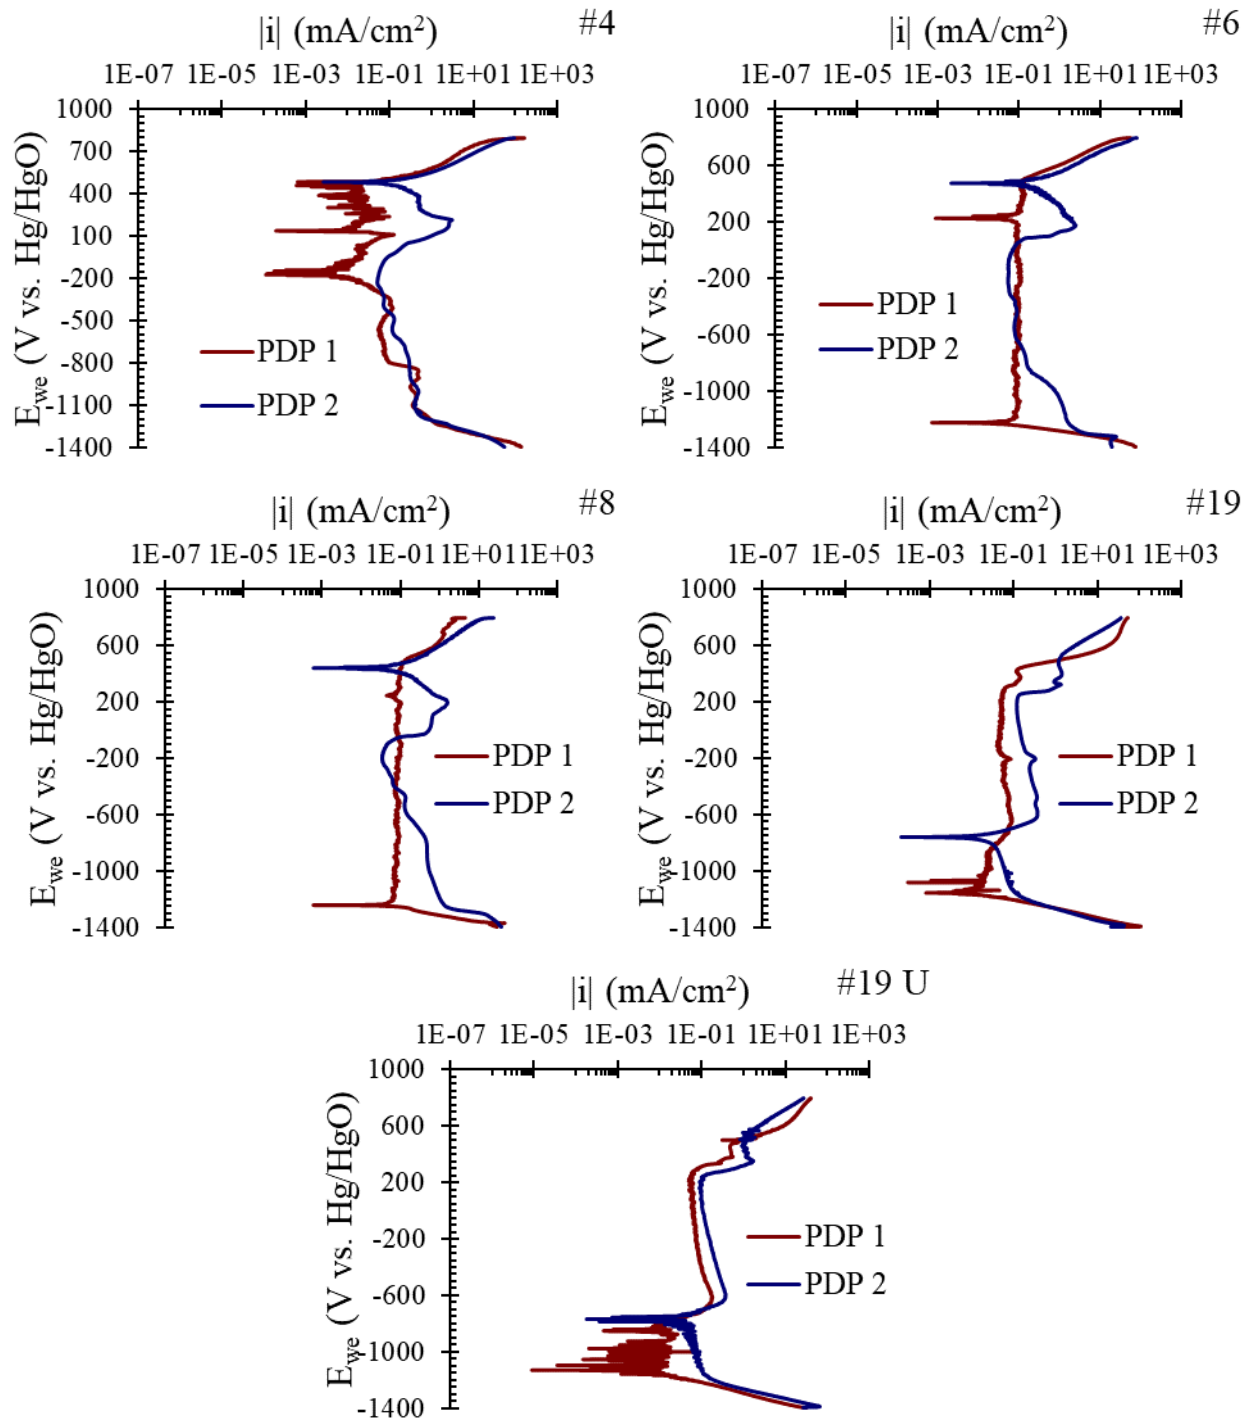 |i| (mA/cm²) #4
1E-07 1E-05 1E-03 1E-01 1E+01 1E+03
E_we (V vs. Hg/HgO)
1000
700
400
100
-200
-500
-800
-1100
-1400
PDP 1
PDP 2
|i| (mA/cm²) #6
1E-07 1E-05 1E-03 1E-01 1E+01 1E+03
E_we (V vs. Hg/HgO)
1000
600
200
-200
-600
-1000
-1400
PDP 1
PDP 2
|i| (mA/cm²) #8
1E-07 1E-05 1E-03 1E-01 1E+01 1E+03
E_we (V vs. Hg/HgO)
1000
600
200
-200
-600
-1000
-1400
PDP 1
PDP 2
|i| (mA/cm²) #19
1E-07 1E-05 1E-03 1E-01 1E+01 1E+03
E_we (V vs. Hg/HgO)
1000
600
200
-200
-600
-1000
-1400
PDP 1
PDP 2
|i| (mA/cm²) #19 U
1E-07 1E-05 1E-03 1E-01 1E+01 1E+03
E_we (V vs. Hg/HgO)
1000
600
200
-200
-600
-1000
-1400
PDP 1
PDP 2